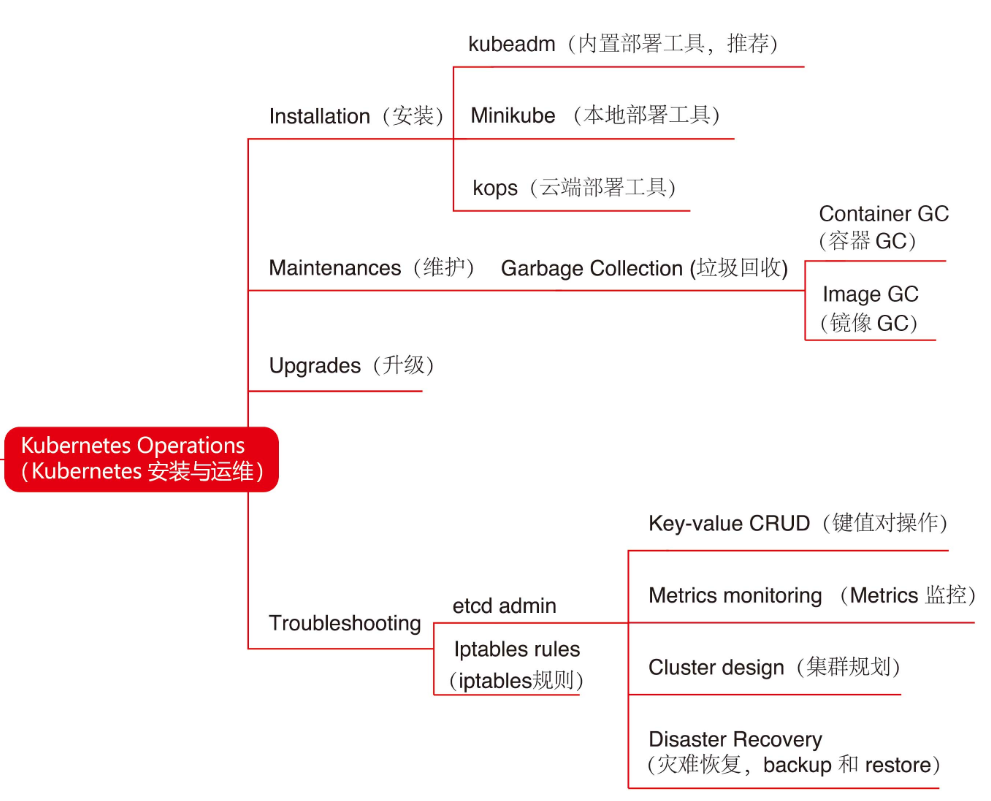 kubeadm（内置部署工具，推荐）
Installation（安装）
Minikube （本地部署工具）
kops（云端部署工具）
Container GC
(容器 GC）
Maintenances（维护）
Garbage Collection (垃圾回收)
Image GC
(镜像 GC）
Upgrades（升级）
Kubernetes Operations
（Kubernetes 安装与运维）
Key-value CRUD（键值对操作）
etcd admin
Metrics monitoring （Metrics 监控）
Troubleshooting
Iptables rules
（iptables规则）
Cluster design（集群规划）
Disaster Recovery
（灾难恢复，backup 和 restore）